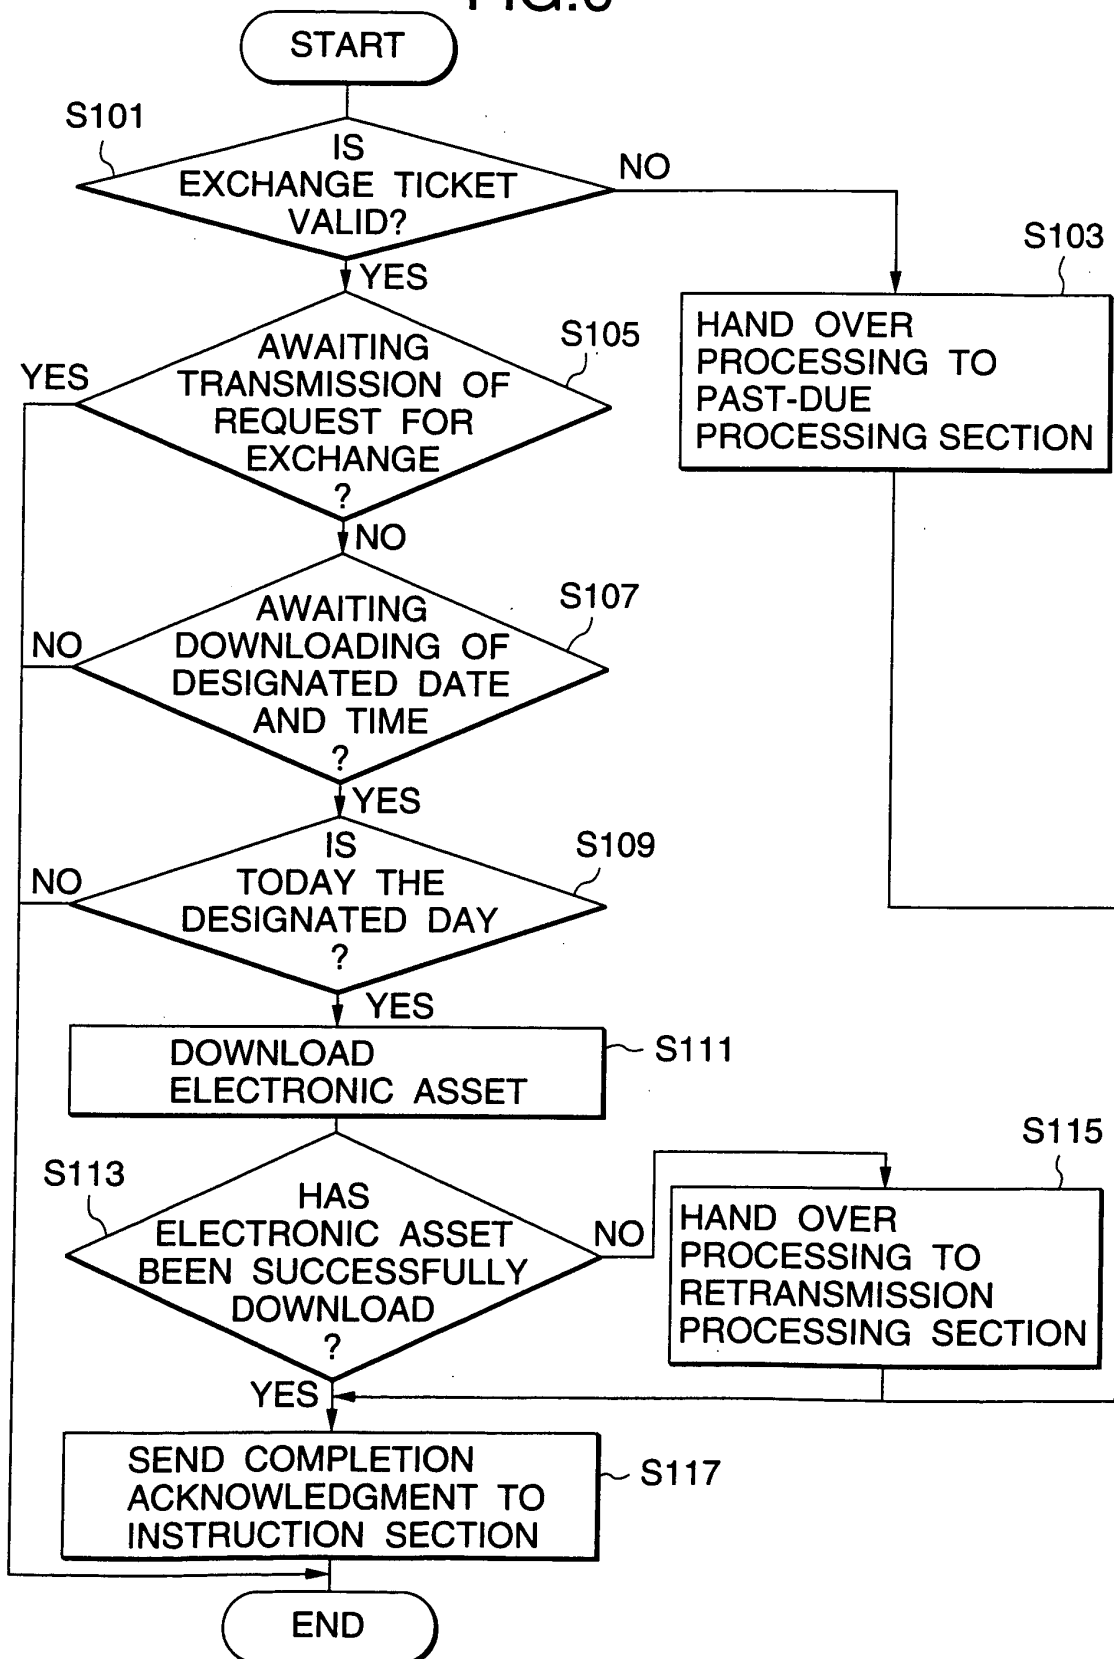 START
S101
IS
EXCHANGE TICKET
VALID?
NO
YES
S103
HAND OVER
PROCESSING TO
PAST-DUE
PROCESSING SECTION
S105
YES
AWAITING
TRANSMISSION OF
REQUEST FOR
EXCHANGE
?
NO
S107
NO
AWAITING
DOWNLOADING OF
DESIGNATED DATE
AND TIME
?
YES
S109
NO
IS
TODAY THE
DESIGNATED DAY
?
YES
DOWNLOAD
ELECTRONIC ASSET
S111
S113
HAS
ELECTRONIC ASSET
BEEN SUCCESSFULLY
DOWNLOAD
?
NO
S115
HAND OVER
PROCESSING TO
RETRANSMISSION
PROCESSING SECTION
YES
SEND COMPLETION
ACKNOWLEDGMENT TO
INSTRUCTION SECTION
S117
END